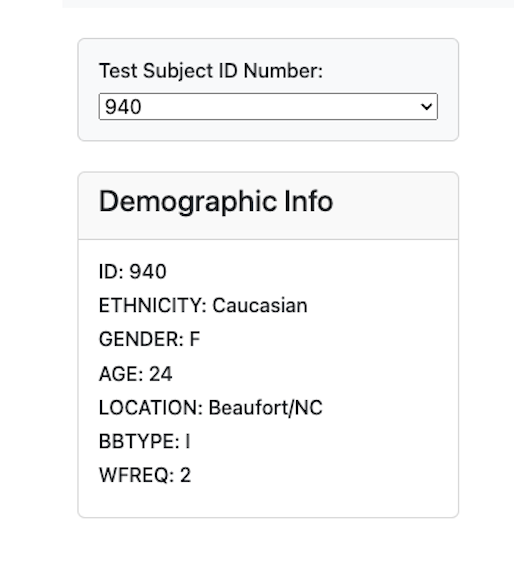 Test Subject ID Number:
940
Demographic Info
ID: 940
ETHNICITY: Caucasian
GENDER: F
AGE: 24
LOCATION: Beaufort/NC
BBTYPE: I
WFREQ: 2